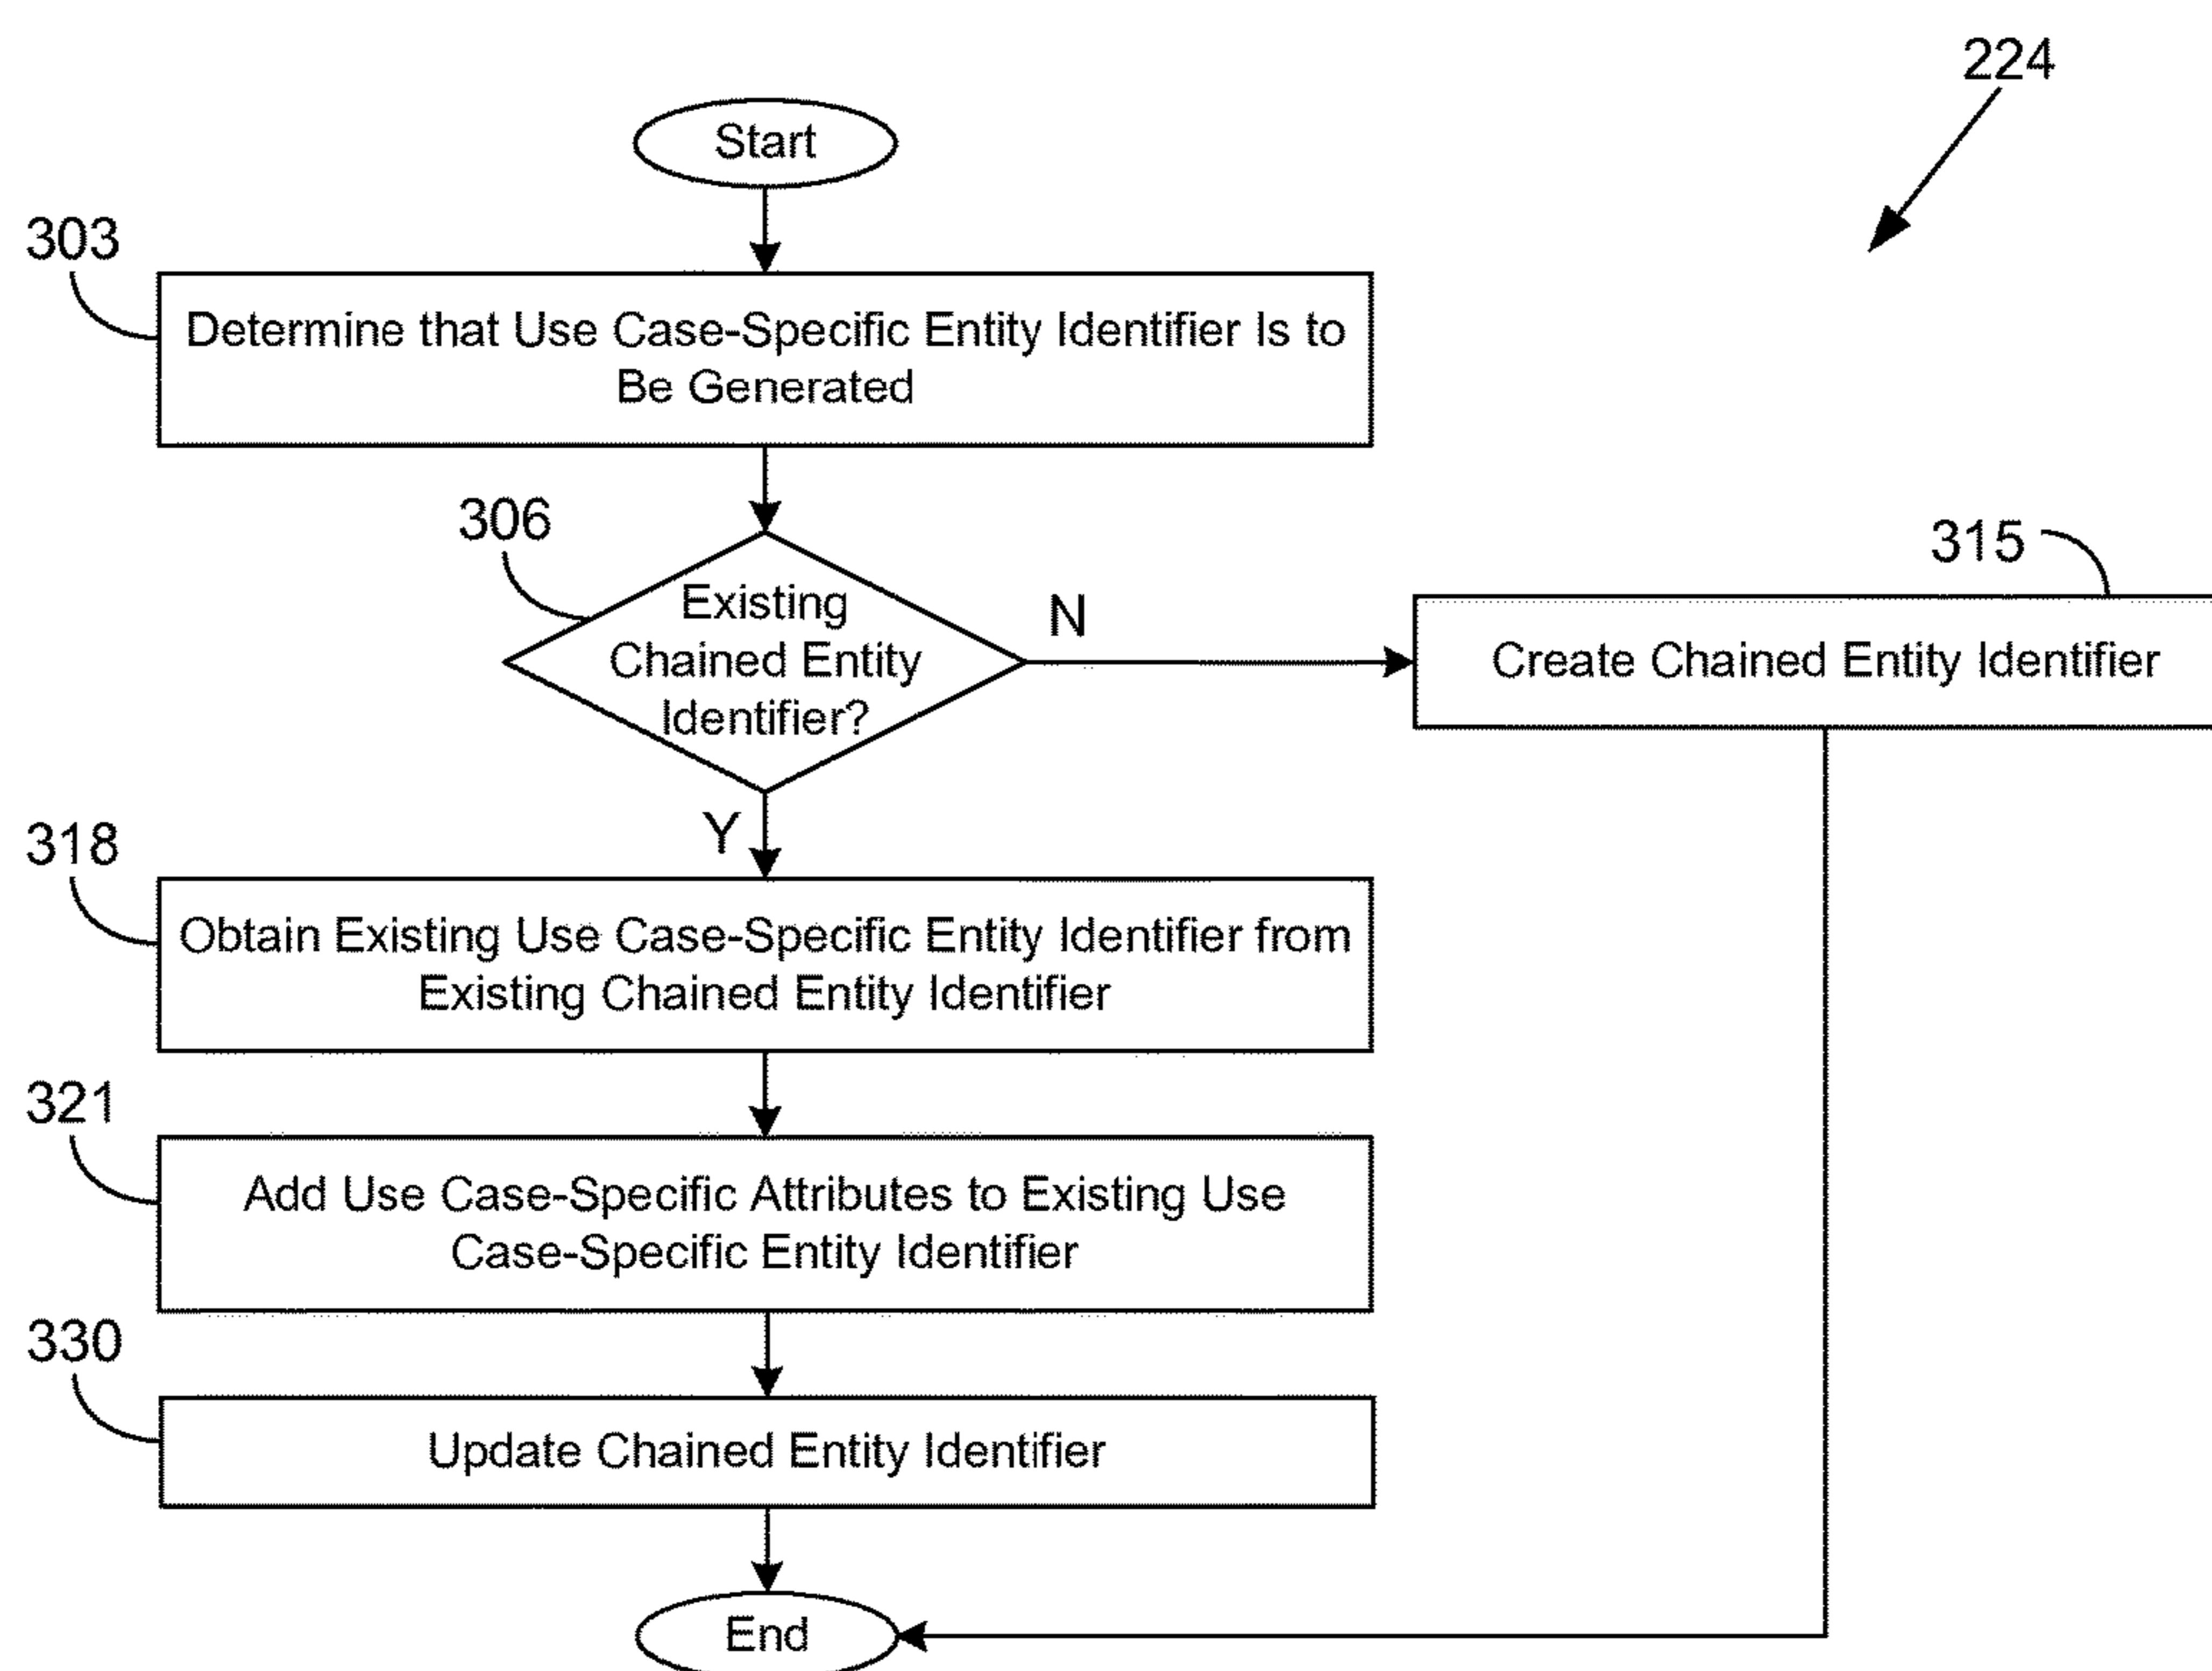 224
Start
303
Determine that Use Case-Specific Entity Identifier Is to
Be Generated
306
Existing
Chained Entity
Identifier?
N
315
Create Chained Entity Identifier
Y
318
Obtain Existing Use Case-Specific Entity Identifier from
Existing Chained Entity Identifier
321
Add Use Case-Specific Attributes to Existing Use
Case-Specific Entity Identifier
330
Update Chained Entity Identifier
End